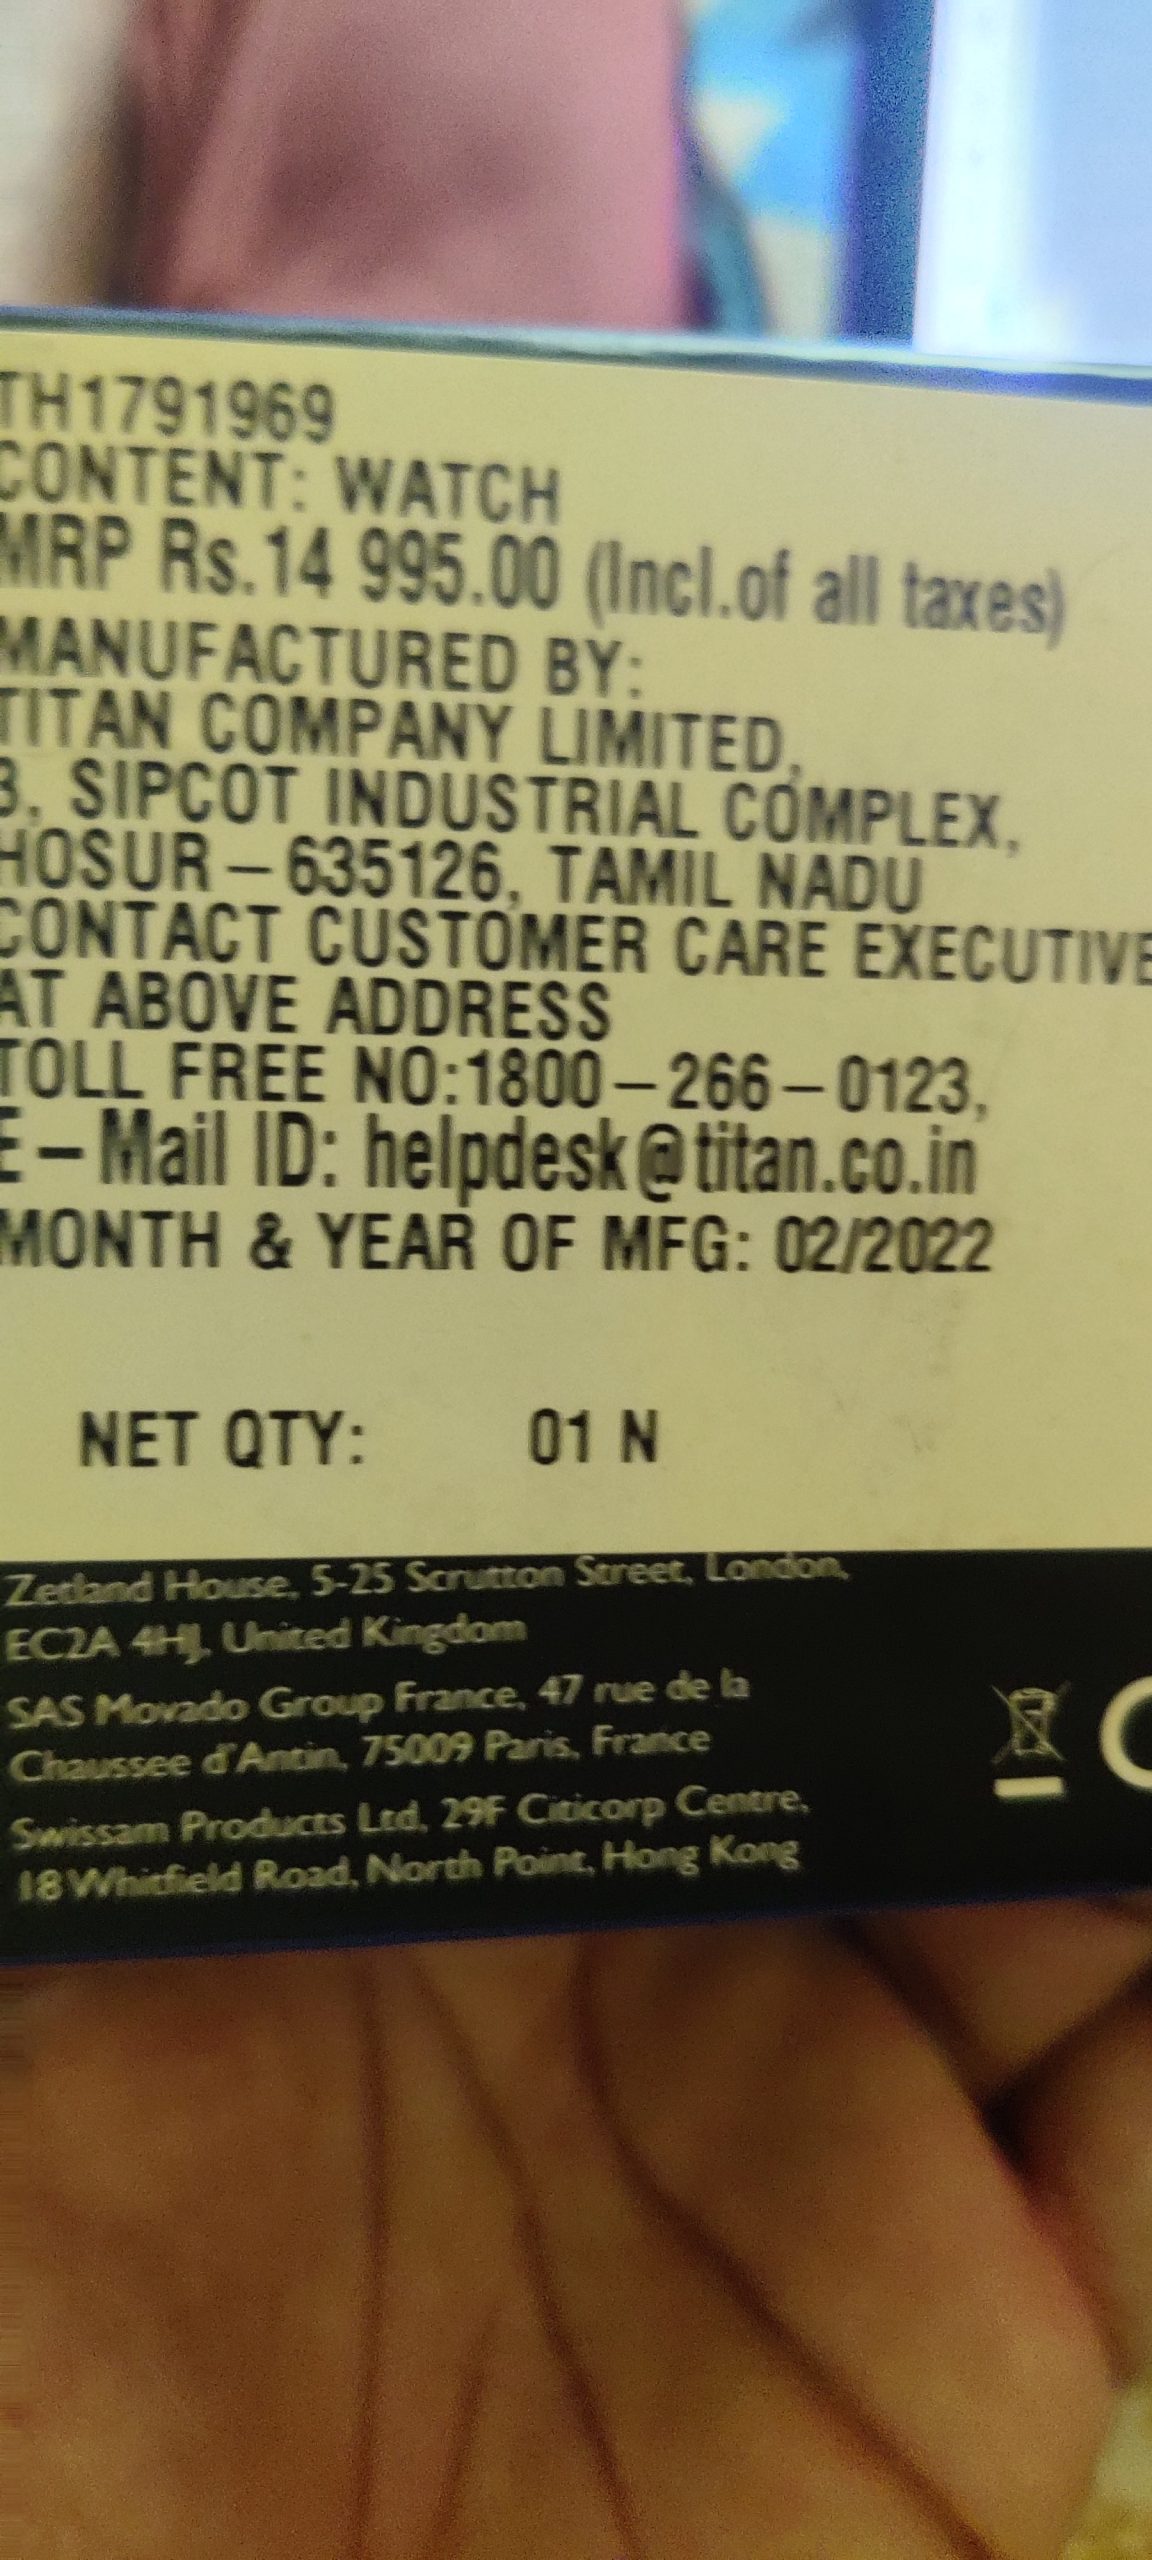 TH1791969
CONTENT: WATCH
MRP Rs.14 995.00 (Incl.of all taxes)
MANUFACTURED BY:
TITAN COMPANY LIMITED,
3, SIPCOT INDUSTRIAL COMPLEX,
HOSUR – 635126, TAMIL NADU
CONTACT CUSTOMER CARE EXECUTIVE
AT ABOVE ADDRESS
TOLL FREE NO:1800 – 266 – 0123,
E – Mail ID: helpdesk@titan.co.in
MONTH & YEAR OF MFG: 02/2022
NET QTY: 01 N
Zetland House, 5-25 Scrutton Street, London,
EC2A 4HJ, United Kingdom
SAS Movado Group France, 47 rue de la
Chaussee d'Antin, 75009 Paris, France
Swissam Products Ltd, 29F Citicorp Centre,
18 Whitfield Road, North Point, Hong Kong